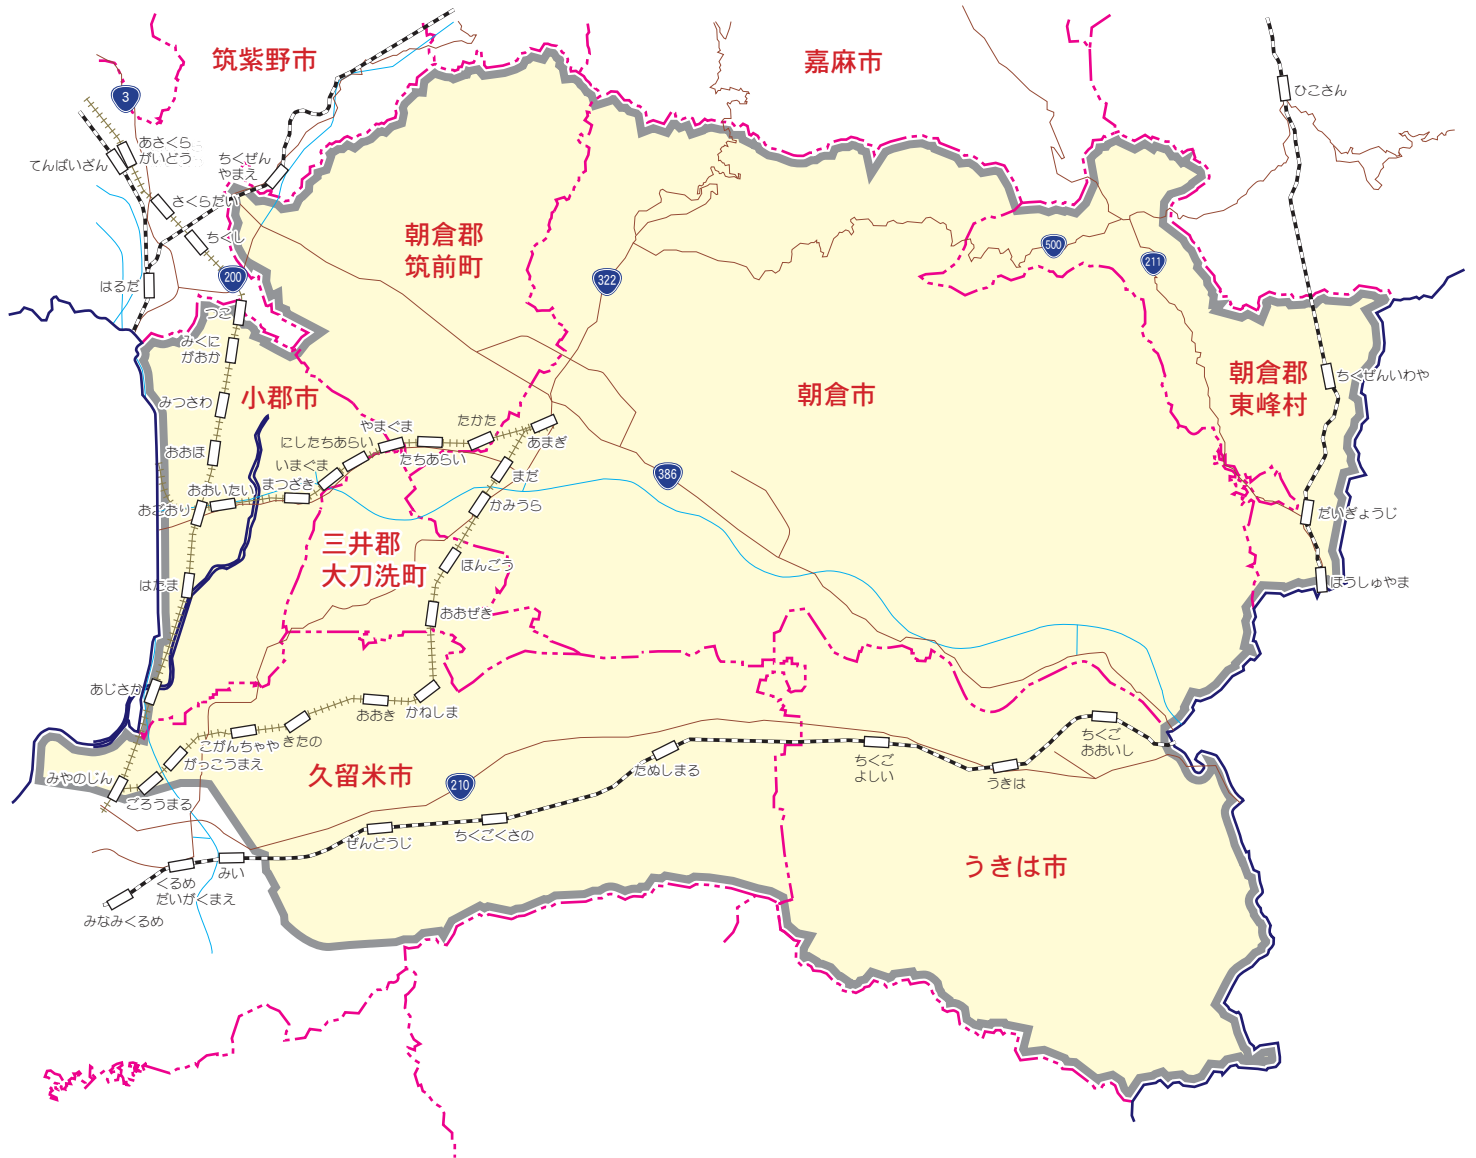 筑紫野市
嘉麻市
3
ひこさん
あさくら
がいどう
てんぱいざん
ちくぜん
やまえ
さくらだい
ちくし
朝倉郡
筑前町
500
211
200
322
はるだ
つこ
みくに
がおか
朝倉郡
東峰村
ちくぜんいわや
小郡市
朝倉市
みつさわ
やまぐま
たかた
にしたちあらい
あまぎ
おおほ
たちあらい
いまぐま
まだ
386
まつざき
おおいたい
かみうら
おごおり
だいぎょうじ
三井郡
大刀洗町
ほんごう
はたま
ほうしゅやま
おおぜき
あじさか
おおき
かねしま
きたの
こがんちゃや
がっこうまえ
ちくご
おおいし
みやのじん
久留米市
210
たぬしまる
ちくご
よしい
うきは
ごろうまる
ぜんどうじ
ちくごくさの
うきは市
みい
くるめ
だいがくまえ
みなみくるめ